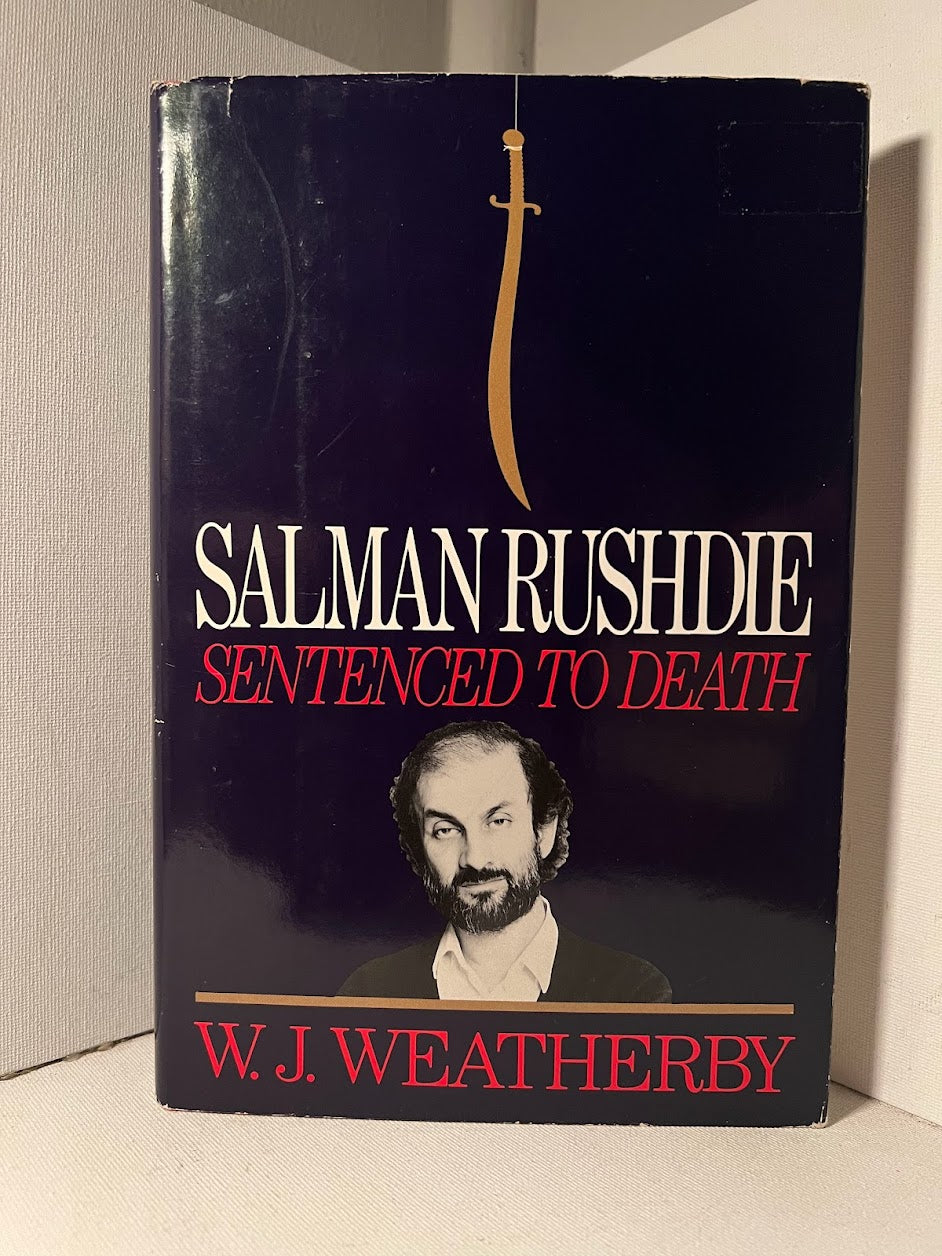 SALMAN RUSHDIE
SENTENCED TO DEATH
W. J. WEATHERBY